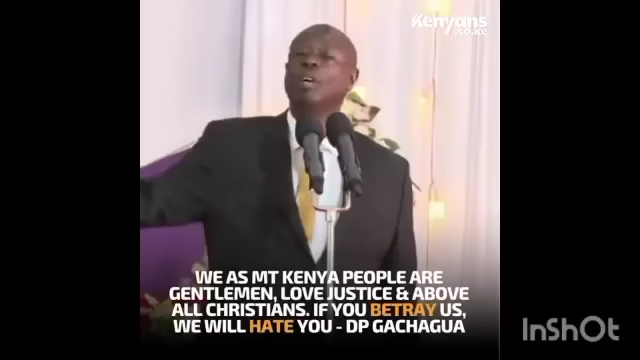 Kenyans
.co.ke
WE AS MT KENYA PEOPLE ARE
GENTLEMEN, LOVE JUSTICE & ABOVE
ALL CHRISTIANS. IF YOU BETRAY US,
WE WILL HATE YOU - DP GACHAGUA
InShOt